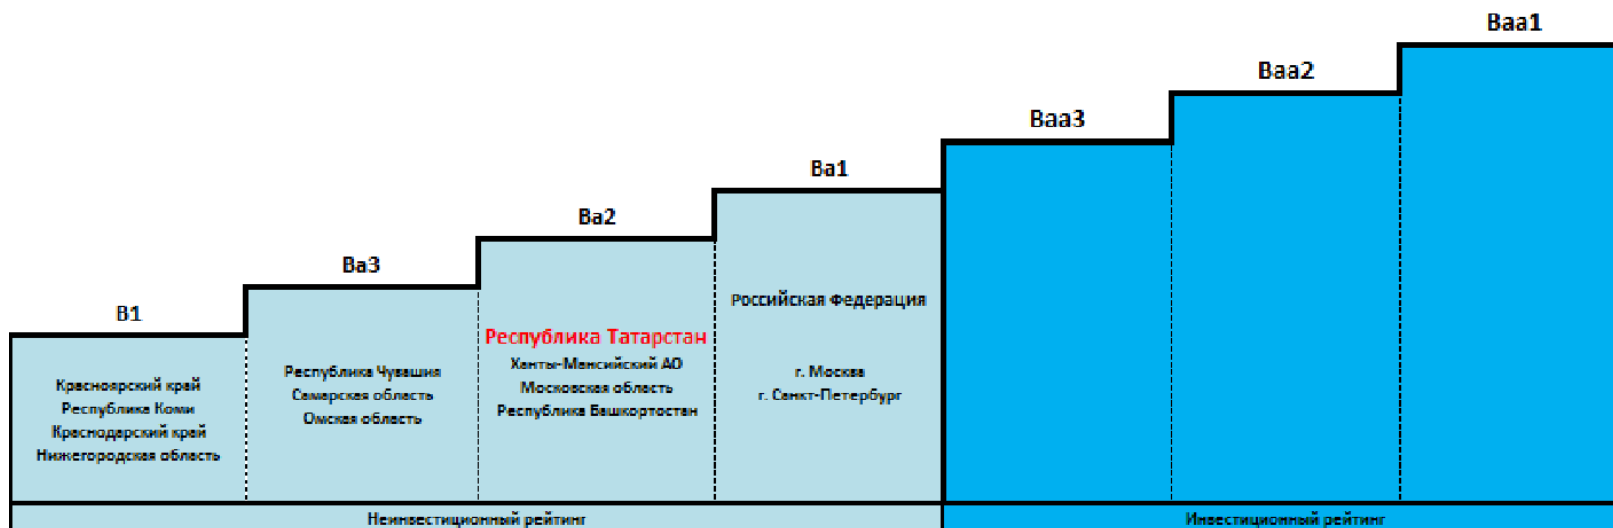 B1
Красноярский край
Республика Коми
Краснодарский край
Нижегородская область
Ba3
Республика Чувашия
Самарская область
Омская область
Ba2
Республика Татарстан
Ханты-Мансийский АО
Московская область
Республика Башкортостан
Ba1
Российская Федерация
г. Москва
г. Санкт-Петербург
Baa3
Baa2
Baa1
Неинвестиционный рейтинг
Инвестиционный рейтинг